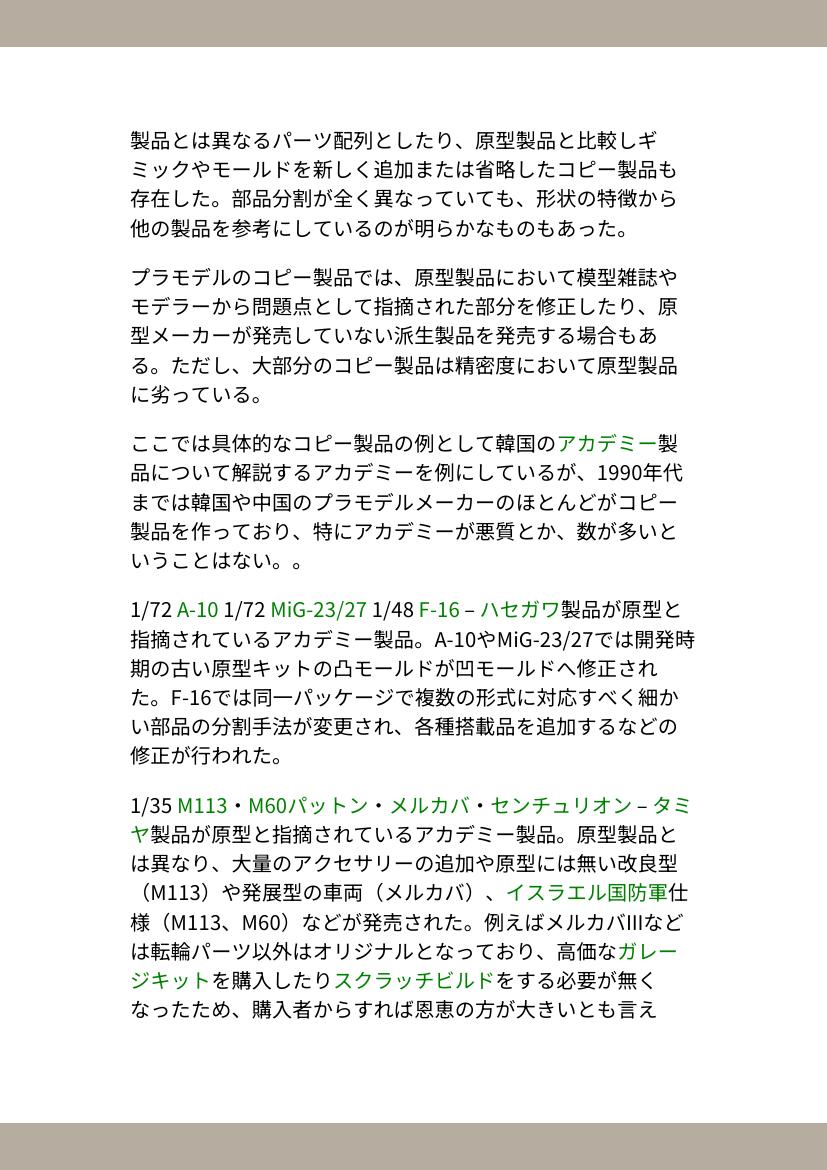 製品とは異なるパーツ配列としたり、原型製品と比較しギ
ミックやモールドを新しく追加または省略したコピー製品も
存在した。部品分割が全く異なっていても、形状の特徴から
他の製品を参考にしているのが明らかなものもあった。
プラモデルのコピー製品では、原型製品において模型雑誌や
モデラーから問題点として指摘された部分を修正したり、原
型メーカーが発売していない派生製品を発売する場合もあ
る。ただし、大部分のコピー製品は精密度において原型製品
に劣っている。
ここでは具体的なコピー製品の例として韓国のアカデミー製
品について解説するアカデミーを例にしているが、1990年代
までは韓国や中国のプラモデルメーカーのほとんどがコピー
製品を作っており、特にアカデミーが悪質とか、数が多いと
いうことはない。。
1/72 A-10 1/72 MiG-23/27 1/48 F-16 – ハセガワ製品が原型と
指摘されているアカデミー製品。A-10やMiG-23/27では開発時
期の古い原型キットの凸モールドが凹モールドへ修正され
た。F-16では同一パッケージで複数の形式に対応すべく細か
い部品の分割手法が変更され、各種搭載品を追加するなどの
修正が行われた。
1/35 M113・M60パットン・メルカバ・センチュリオン – タミ
ヤ製品が原型と指摘されているアカデミー製品。原型製品と
は異なり、大量のアクセサリーの追加や原型には無い改良型
（M113）や発展型の車両（メルカバ）、イスラエル国防軍仕
様（M113、M60）などが発売された。例えばメルカバIIIなど
は転輪パーツ以外はオリジナルとなっており、高価なガレー
ジキットを購入したりスクラッチビルドをする必要が無く
なったため、購入者からすれば恩恵の方が大きいとも言え